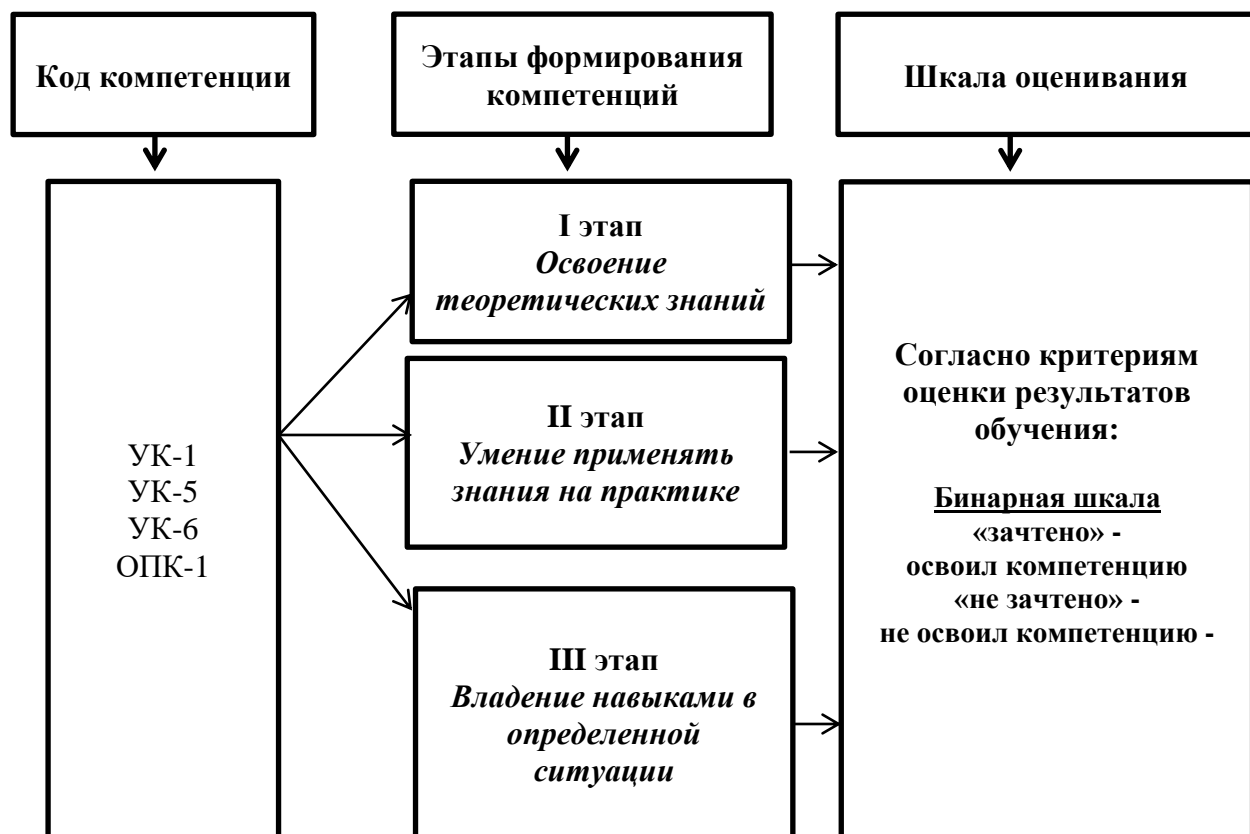 Код компетенции
Этапы формирования
компетенций
Шкала оценивания
УК-1
УК-5
УК-6
ОПК-1
I этап
Освоение
теоретических знаний
II этап
Умение применять
знания на практике
III этап
Владение навыками в
определенной
ситуации
Согласно критериям
оценки результатов
обучения:
Бинарная шкала
«зачтено» -
освоил компетенцию
«не зачтено» -
не освоил компетенцию -